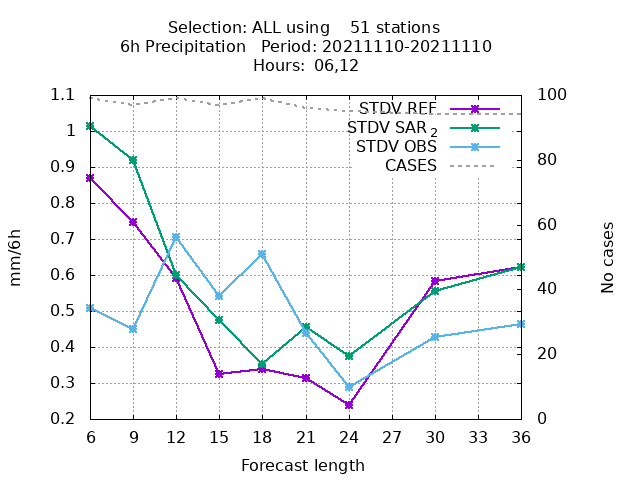 Selection: ALL using    51 stations
6h Precipitation   Period: 20211110-20211110
Hours:  06,12
1.1
1
0.9
0.8
0.7
0.6
0.5
0.4
0.3
0.2
mm/6h
STDV REF
STDV SAR 2
STDV OBS
CASES
100
80
60
40
20
0
No cases
6 9 12 15 18 21 24 27 30 33 36
Forecast length